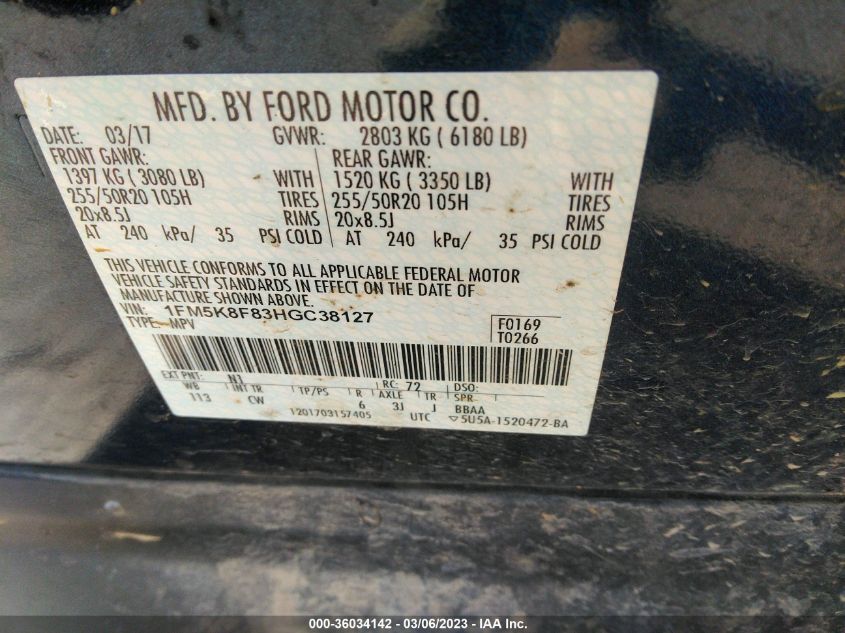 MFD. BY FORD MOTOR CO.
DATE: 03/17 GVWR: 2803 KG ( 6180 LB)
FRONT GAWR: REAR GAWR:
1397 KG ( 3080 LB) WITH 1520 KG ( 3350 LB) WITH
255/50R20 105H TIRES 255/50R20 105H TIRES
20x8.5J RIMS 20x8.5J RIMS
AT 240 kPa/ 35 PSI COLD AT 240 kPa/ 35 PSI COLD
THIS VEHICLE CONFORMS TO ALL APPLICABLE FEDERAL MOTOR
VEHICLE SAFETY STANDARDS IN EFFECT ON THE DATE OF
MANUFACTURE SHOWN ABOVE.
VIN: 1FM5K8F83HGC38127 F0169
TYPE: MPV T0266
EXT PNT: N1 RC: 72 DSO:
WB INT TR TP/PS R AXLE TR SPR
113 CW 6 3J J BBAA
1201703157405 UTC ▽5U5A-1520472-BA
000-36034142 - 03/06/2023 - IAA Inc.